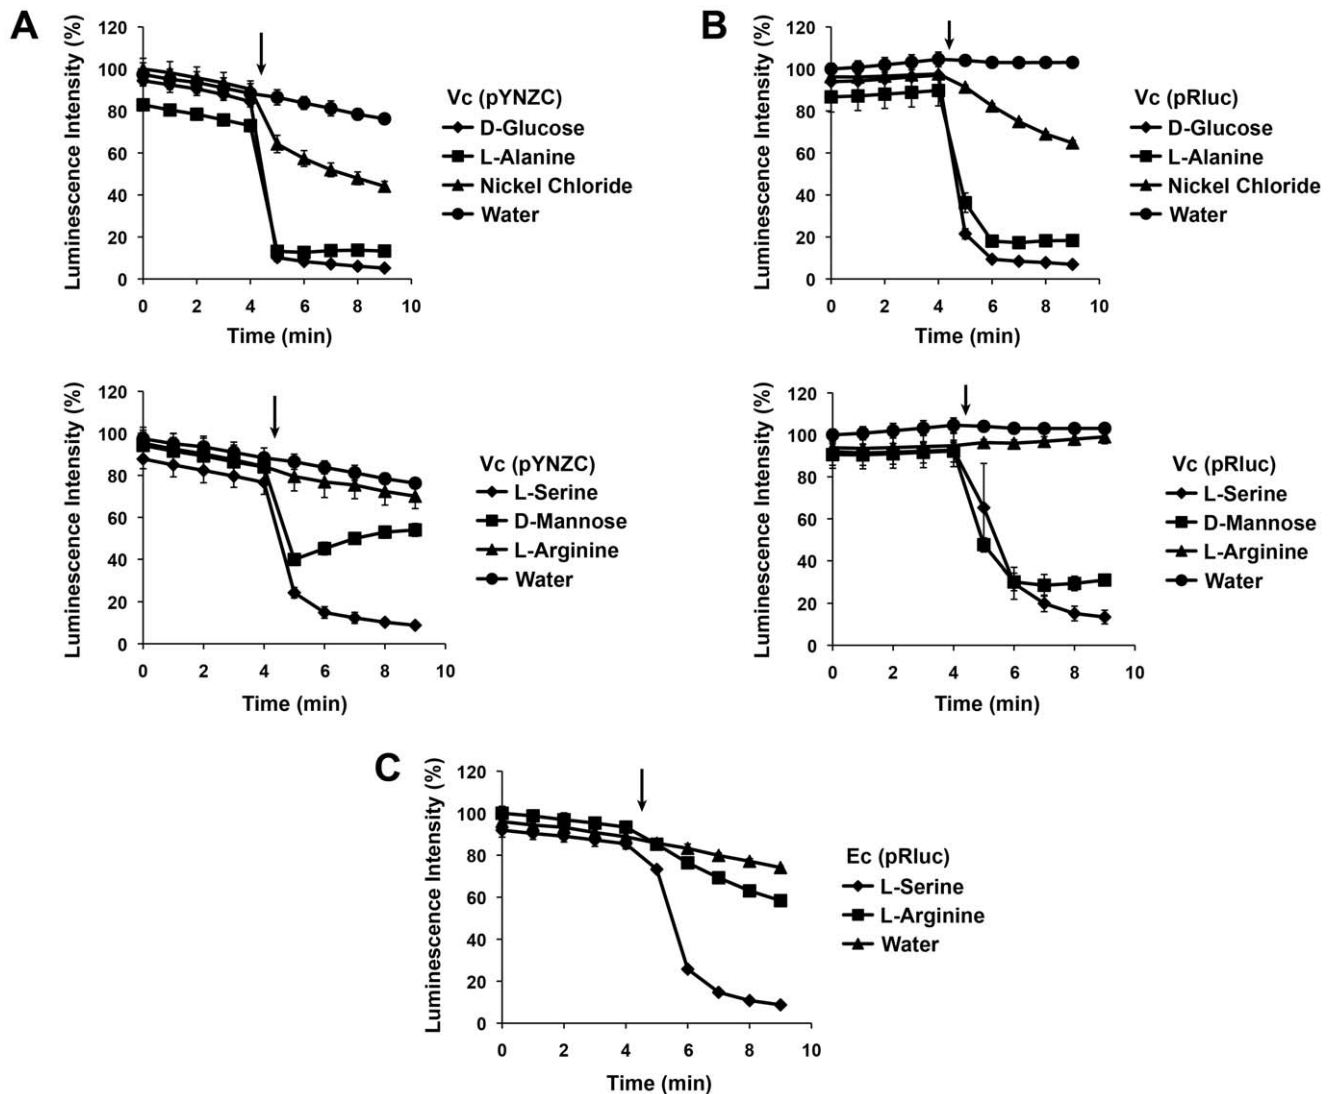 A
Luminescence Intensity (%)
120
100
80
60
40
20
0
0 2 4 6 8 10
Time (min)
Vc (pYNZC)
D-Glucose
L-Alanine
Nickel Chloride
Water
B
Luminescence Intensity (%)
120
100
80
60
40
20
0
0 2 4 6 8 10
Time (min)
Vc (pRluc)
D-Glucose
L-Alanine
Nickel Chloride
Water
Luminescence Intensity (%)
120
100
80
60
40
20
0
0 2 4 6 8 10
Time (min)
Vc (pYNZC)
L-Serine
D-Mannose
L-Arginine
Water
Luminescence Intensity (%)
120
100
80
60
40
20
0
0 2 4 6 8 10
Time (min)
Vc (pRluc)
L-Serine
D-Mannose
L-Arginine
Water
C
Luminescence Intensity (%)
120
100
80
60
40
20
0
0 2 4 6 8 10
Time (min)
Ec (pRluc)
L-Serine
L-Arginine
Water